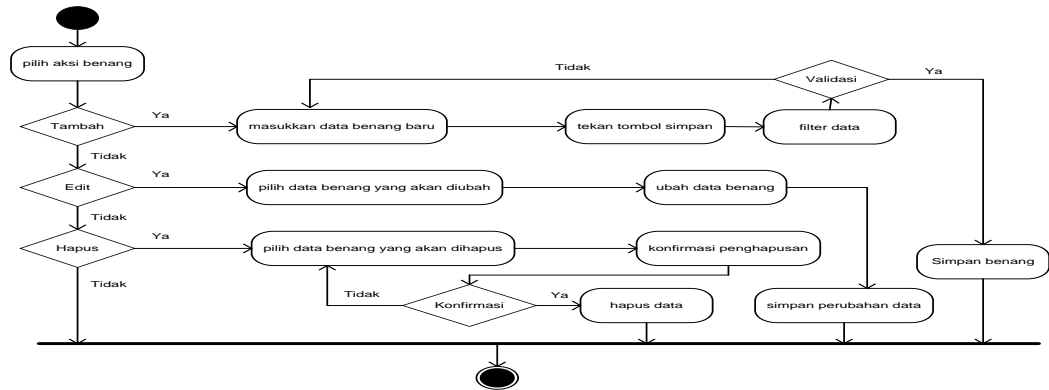 pilih aksi benang
Tidak
Validasi
Ya
Tambah
Ya
masukkan data benang baru
tekan tombol simpan
filter data
Tidak
Edit
Ya
pilih data benang yang akan diubah
ubah data benang
Tidak
Hapus
Ya
pilih data benang yang akan dihapus
konfirmasi penghapusan
Simpan benang
Tidak
Tidak
Konfirmasi
Ya
hapus data
simpan perubahan data